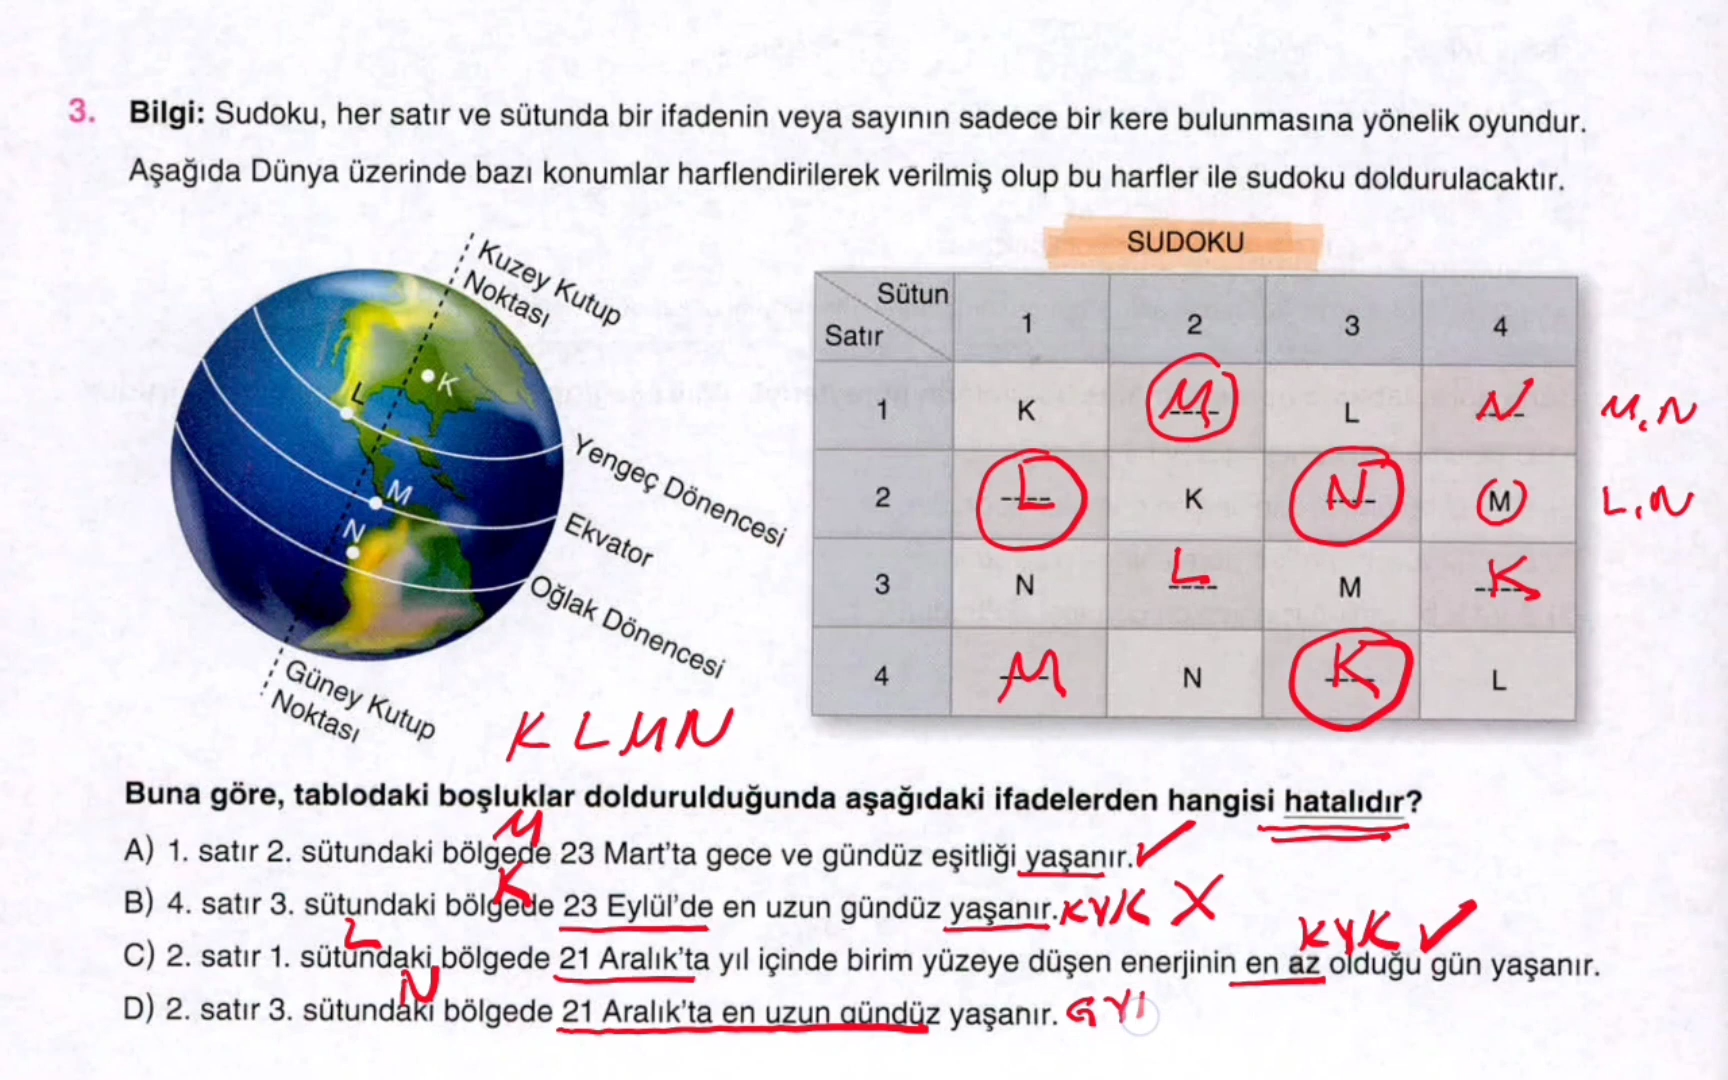 3. Bilgi: Sudoku, her satır ve sütunda bir ifadenin veya sayının sadece bir kere bulunmasına yönelik oyundur.
Aşağıda Dünya üzerinde bazı konumlar harflendirilerek verilmiş olup bu harfler ile sudoku doldurulacaktır.
Kuzey Kutup
Noktası
K
L
Yengeç Dönencesi
M
Ekvator
N
Oğlak Dönencesi
Güney Kutup
Noktası
K L M N
SUDOKU
Sütun
Satır 1 2 3 4
1 K M L N M, N
2 L K N M L, N
3 N L M K
4 M N K L
Buna göre, tablodaki boşluklar doldurulduğunda aşağıdaki ifadelerden hangisi hatalıdır?
M
A) 1. satır 2. sütundaki bölgede 23 Mart'ta gece ve gündüz eşitliği yaşanır.
K
B) 4. satır 3. sütundaki bölgede 23 Eylül'de en uzun gündüz yaşanır. KYK X
L KYK
C) 2. satır 1. sütundaki bölgede 21 Aralık'ta yıl içinde birim yüzeye düşen enerjinin en az olduğu gün yaşanır.
N
D) 2. satır 3. sütundaki bölgede 21 Aralık'ta en uzun gündüz yaşanır. GY